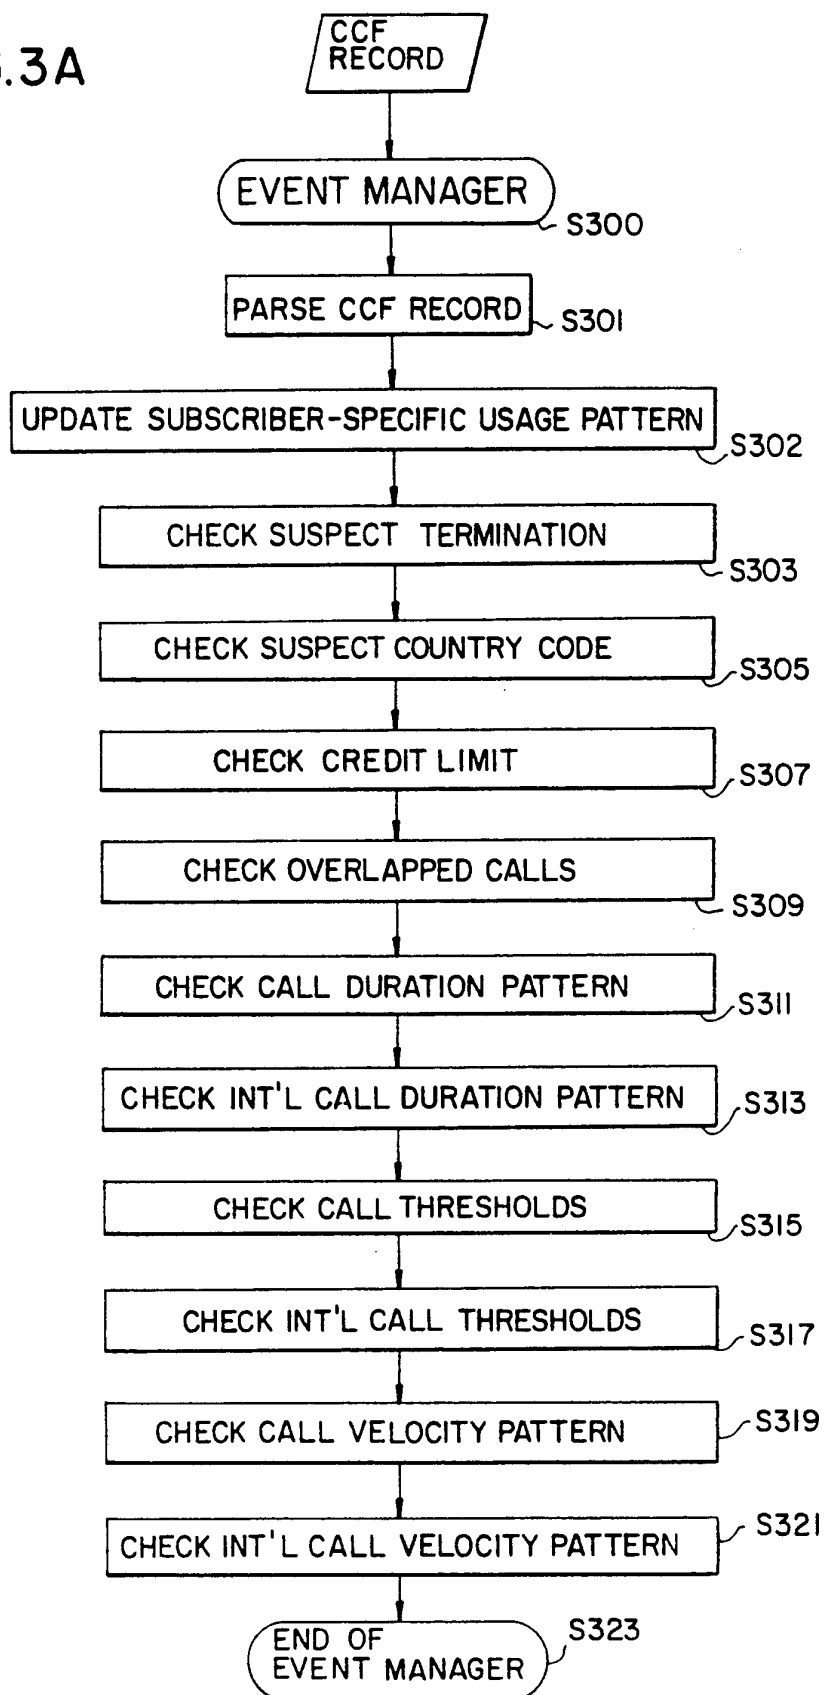 .3A
CCF
RECORD
EVENT MANAGER
S300
PARSE CCF RECORD
S301
UPDATE SUBSCRIBER-SPECIFIC USAGE PATTERN
S302
CHECK SUSPECT TERMINATION
S303
CHECK SUSPECT COUNTRY CODE
S305
CHECK CREDIT LIMIT
S307
CHECK OVERLAPPED CALLS
S309
CHECK CALL DURATION PATTERN
S311
CHECK INT'L CALL DURATION PATTERN
S313
CHECK CALL THRESHOLDS
S315
CHECK INT'L CALL THRESHOLDS
S317
CHECK CALL VELOCITY PATTERN
S319
CHECK INT'L CALL VELOCITY PATTERN
S321
END OF
EVENT MANAGER
S323